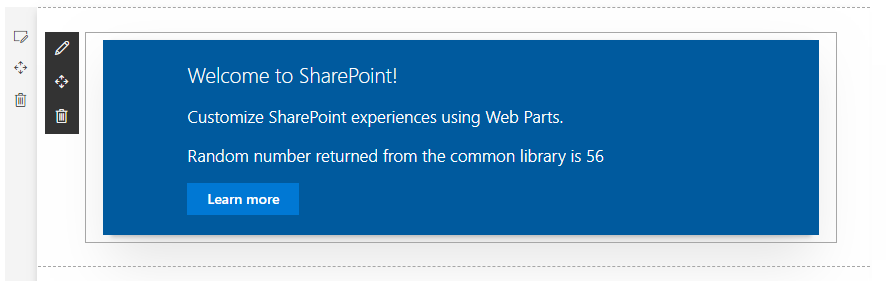 Welcome to SharePoint!
Customize SharePoint experiences using Web Parts.
Random number returned from the common library is 56
Learn more